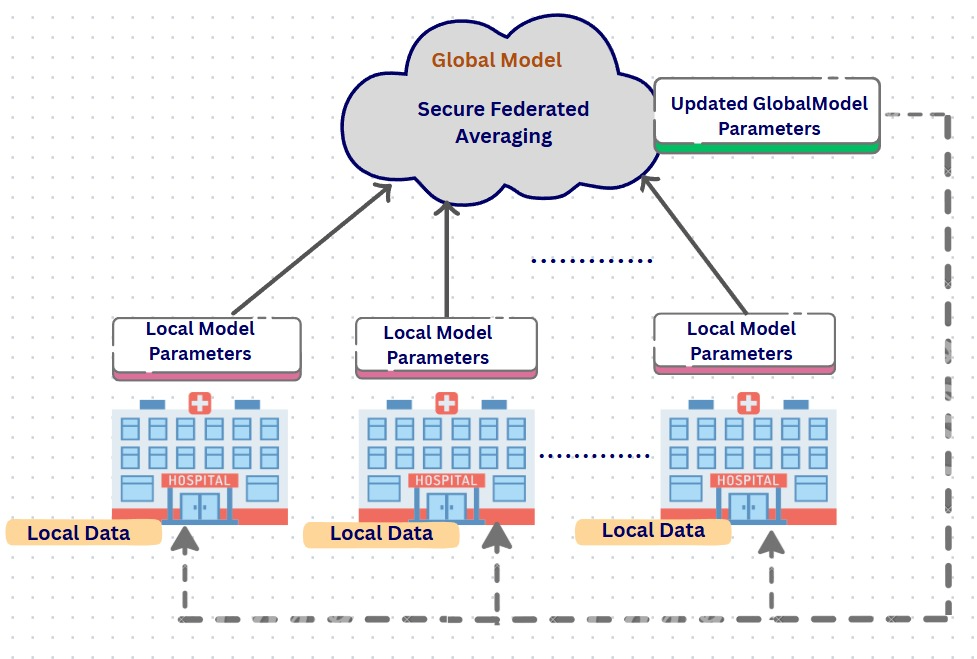 Global Model
Secure Federated
Averaging
Updated GlobalModel
Parameters
Local Model
Parameters
Local Model
Parameters
Local Model
Parameters
HOSPITAL
HOSPITAL
HOSPITAL
Local Data
Local Data
Local Data